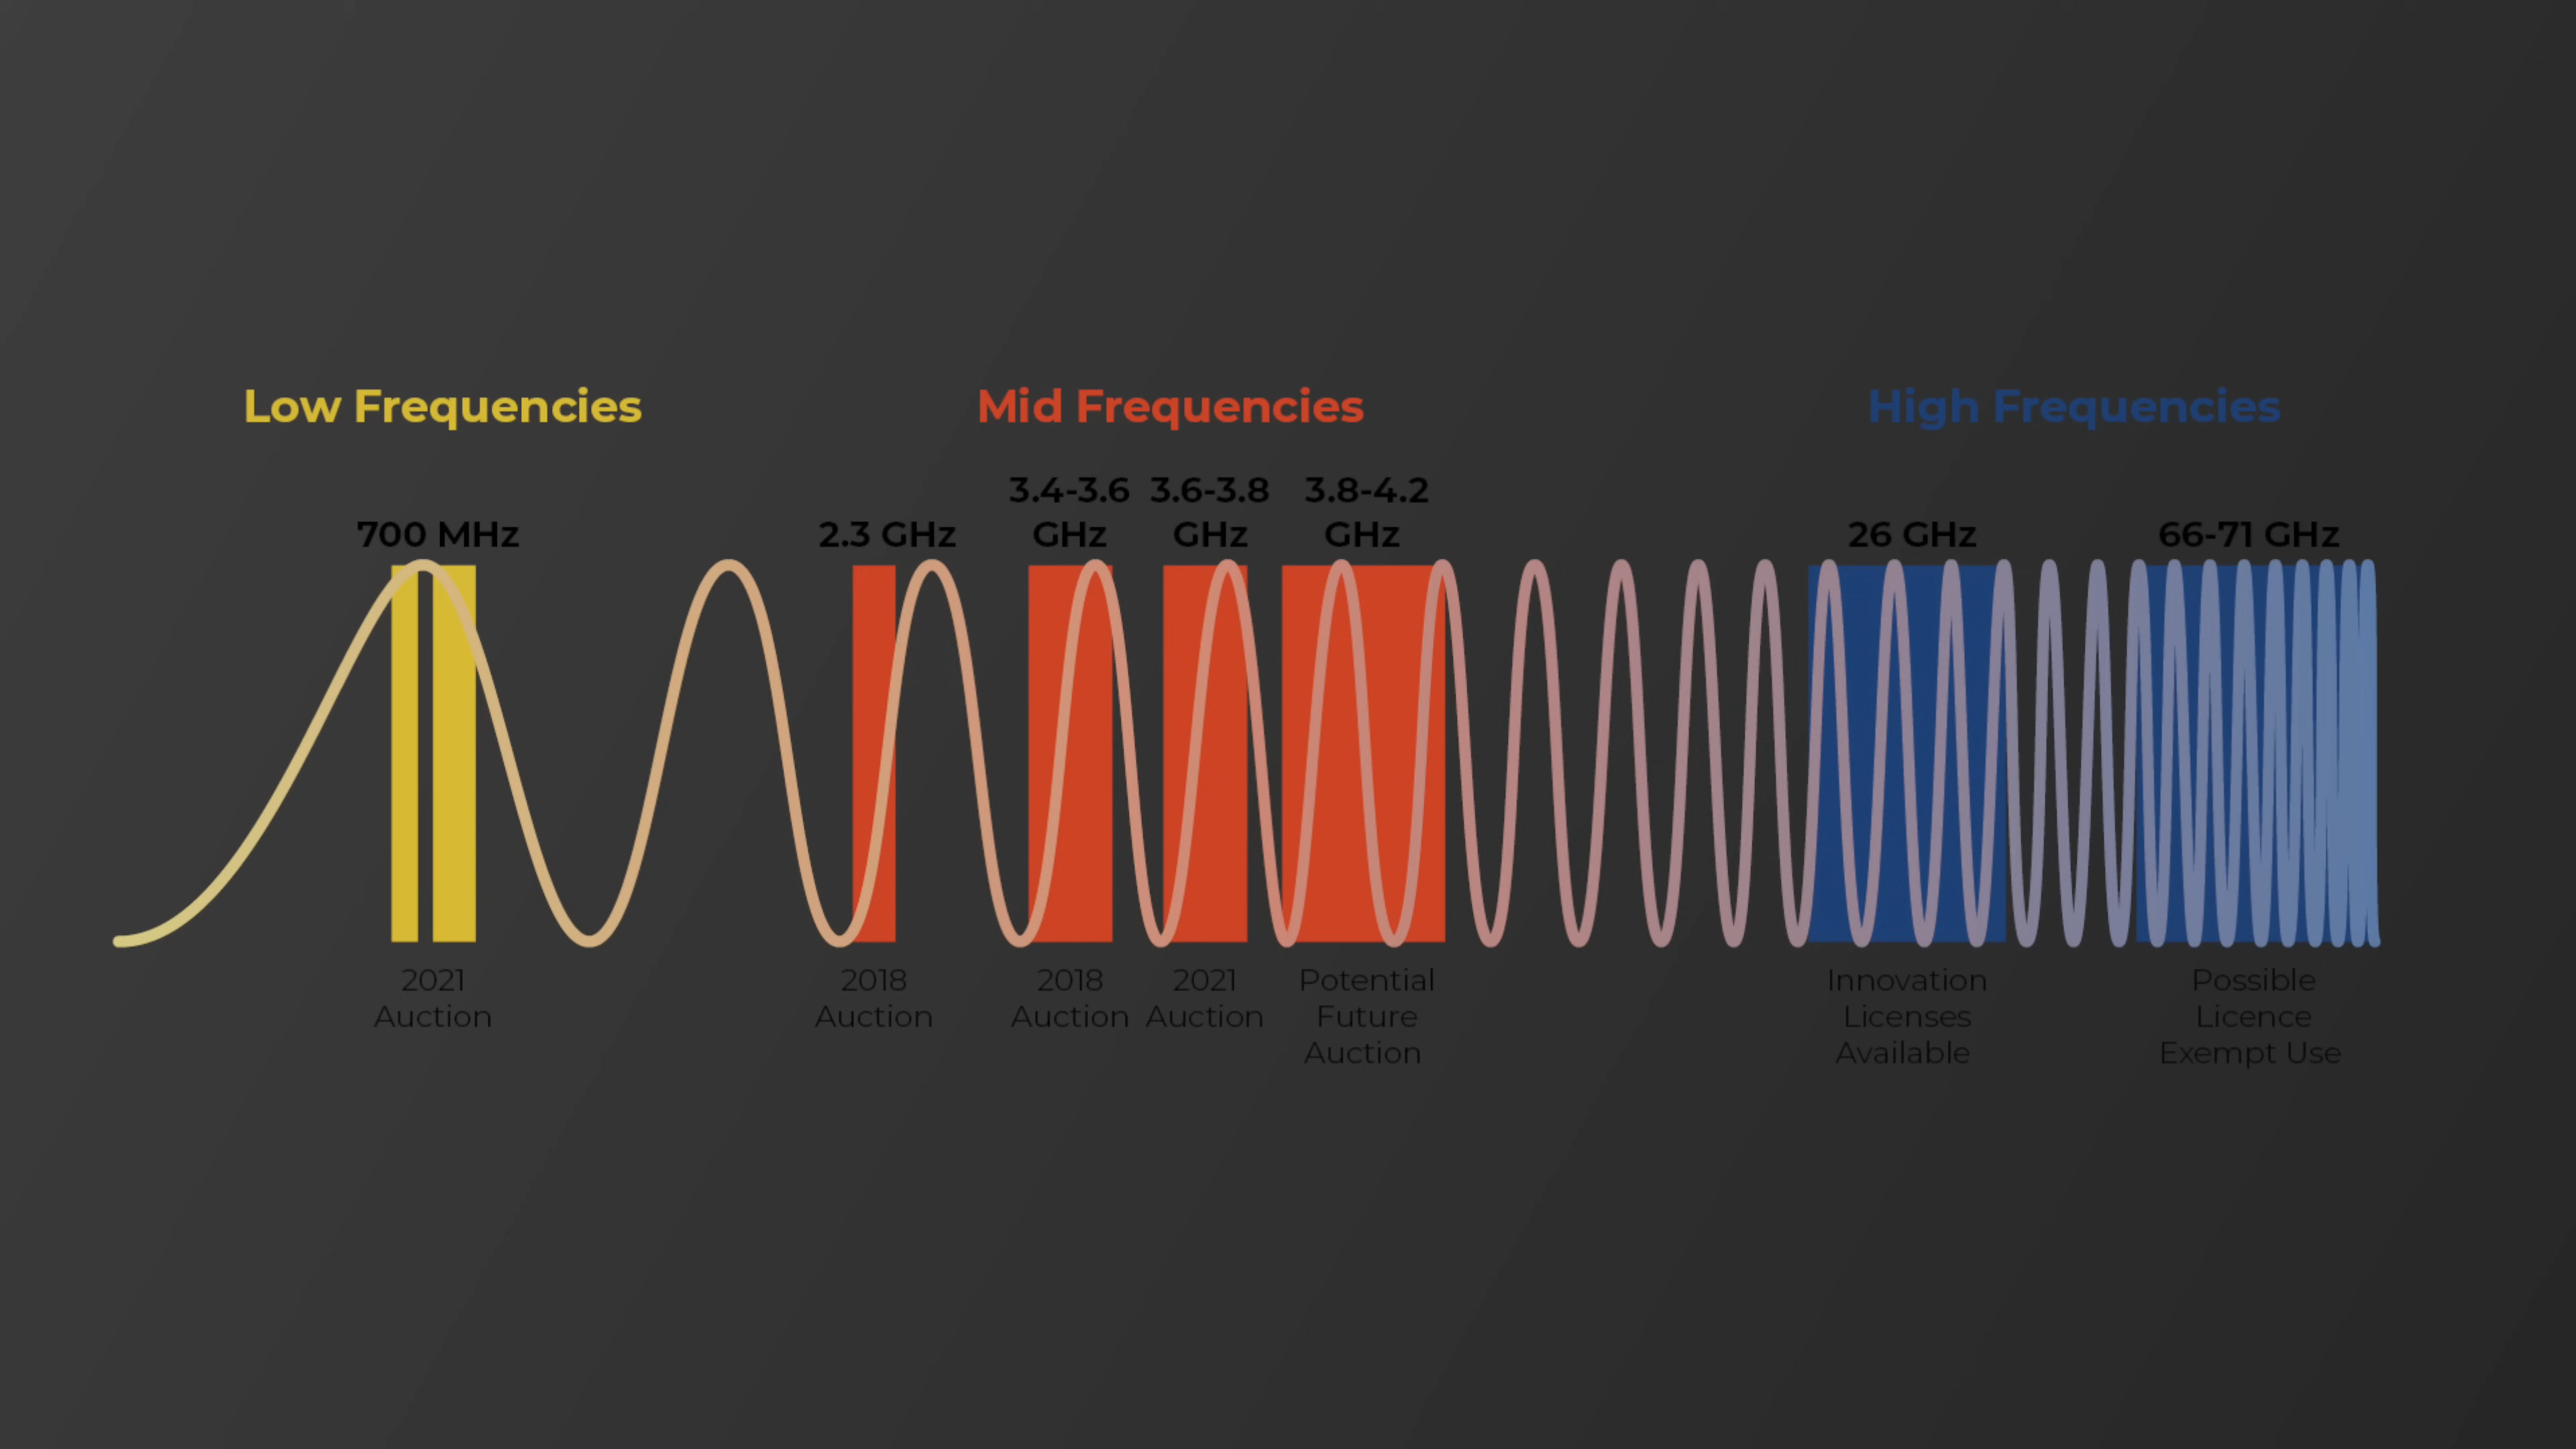 Low Frequencies
Mid Frequencies
High Frequencies
700 MHz
2.3 GHz
3.4-3.6
GHz
3.6-3.8
GHz
3.8-4.2
GHz
26 GHz
66-71 GHz
2021
Auction
2018
Auction
2018
Auction
2021
Auction
Potential
Future
Auction
Innovation
Licenses
Available
Possible
Licence
Exempt Use